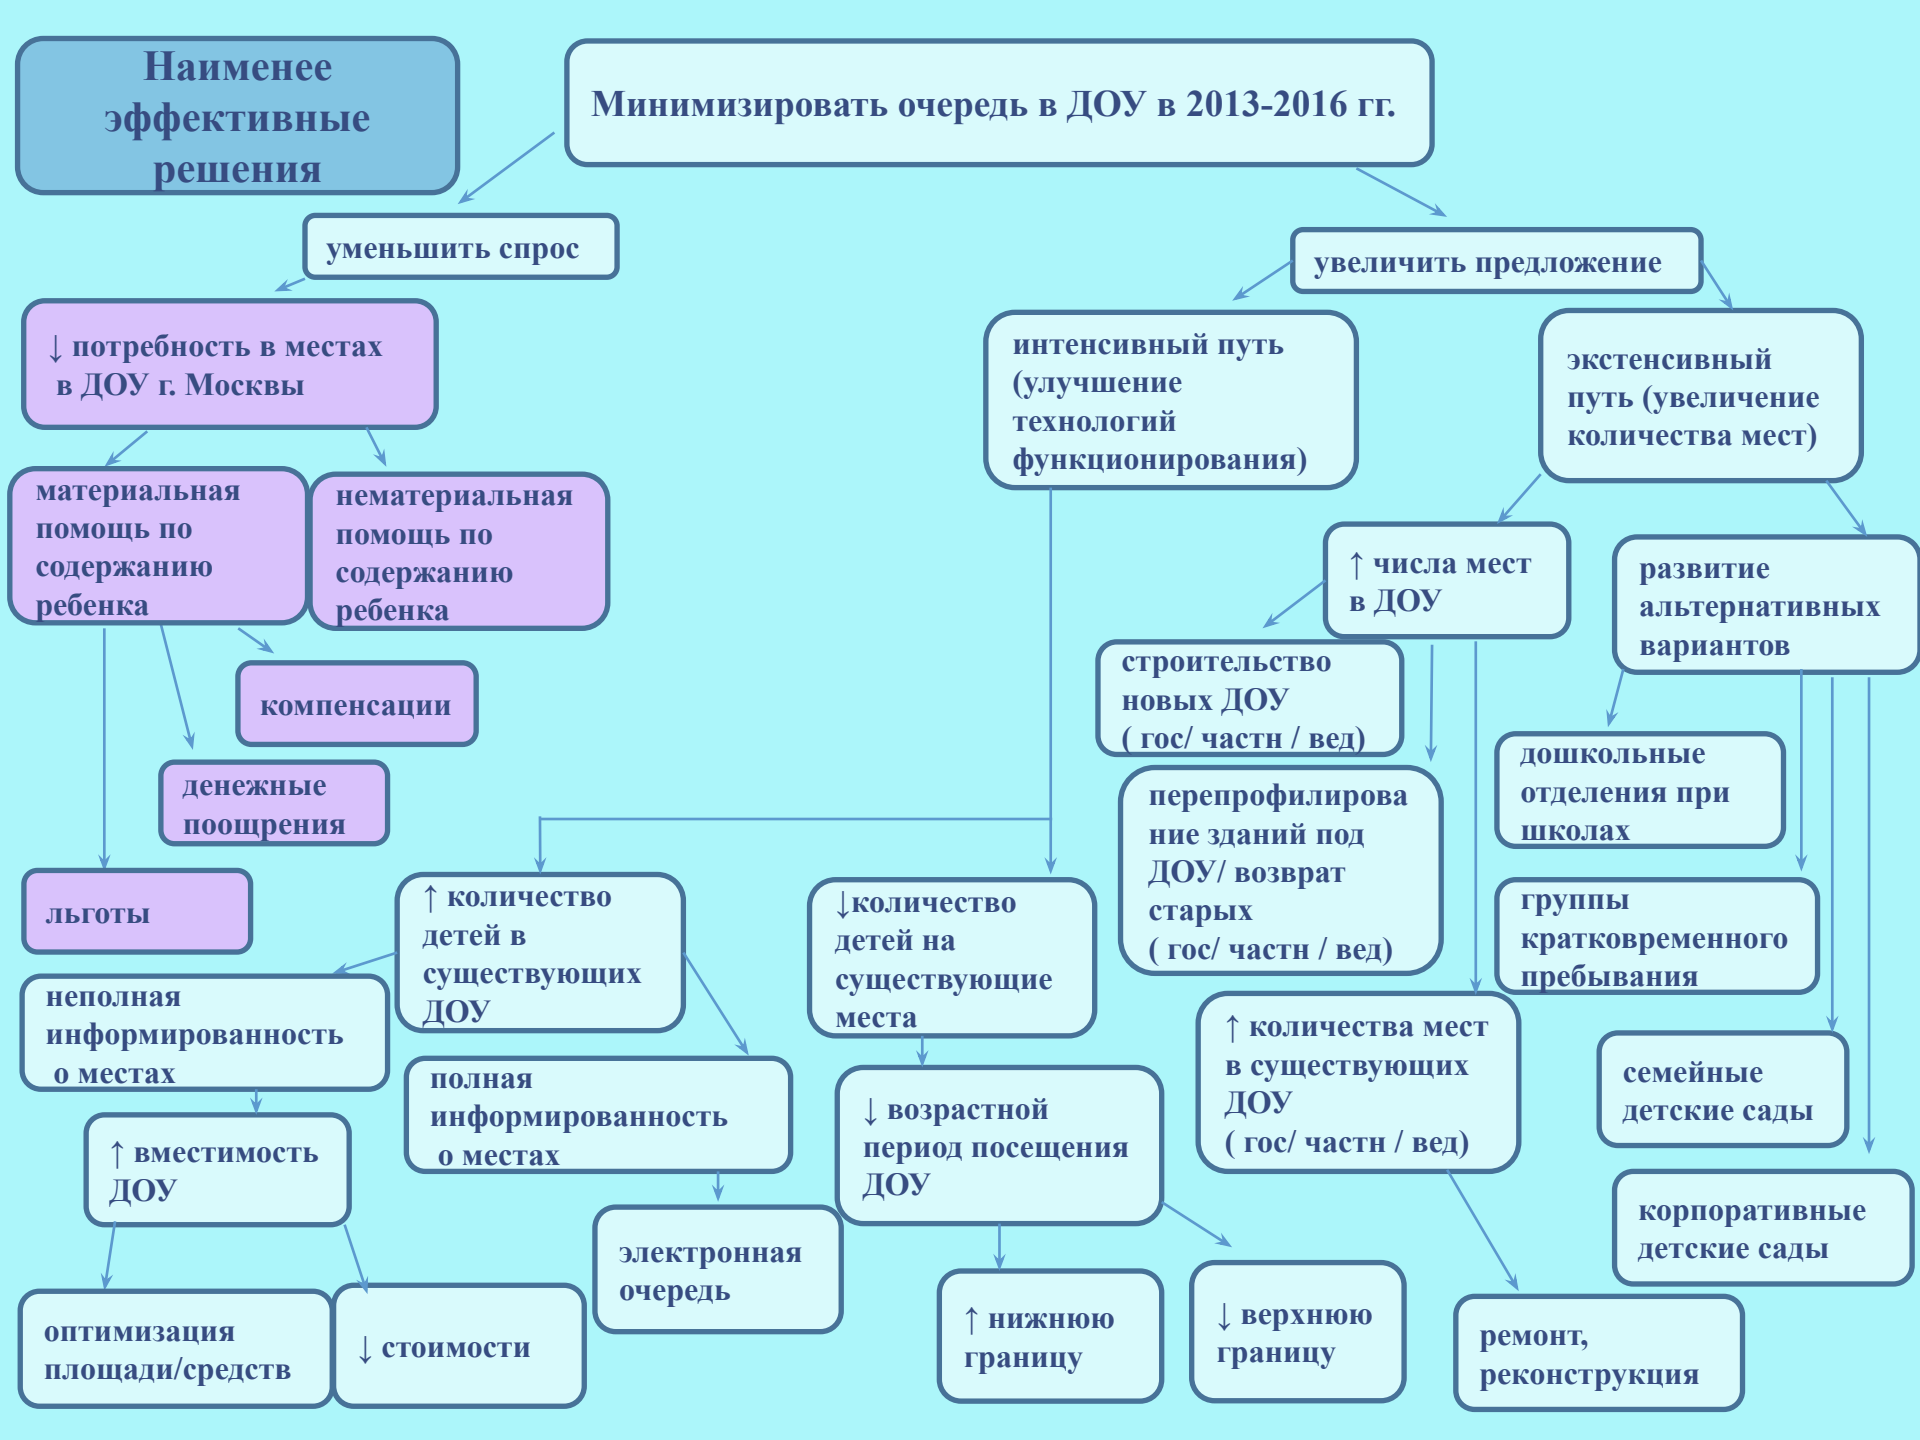 Наименее
эффективные
решения
Минимизировать очередь в ДОУ в 2013-2016 гг.
уменьшить спрос
увеличить предложение
↓ потребность в местах
в ДОУ г. Москвы
интенсивный путь
(улучшение
технологий
функционирования)
экстенсивный
путь (увеличение
количества мест)
материальная
помощь по
содержанию
ребенка
нематериальная
помощь по
содержанию
ребенка
↑ числа мест
в ДОУ
развитие
альтернативных
вариантов
компенсации
строительство
новых ДОУ
( гос/ частн / вед)
денежные
поощрения
перепрофилирова
ние зданий под
ДОУ/ возврат
старых
( гос/ частн / вед)
дошкольные
отделения при
школах
льготы
↑ количество
детей в
существующих
ДОУ
↓количество
детей на
существующие
места
группы
кратковременного
пребывания
неполная
информированность
о местах
полная
информированность
о местах
↓ возрастной
период посещения
ДОУ
↑ количества мест
в существующих
ДОУ
( гос/ частн / вед)
семейные
детские сады
↑ вместимость
ДОУ
электронная
очередь
корпоративные
детские сады
оптимизация
площади/средств
↓ стоимости
↑ нижнюю
границу
↓ верхнюю
границу
ремонт,
реконструкция